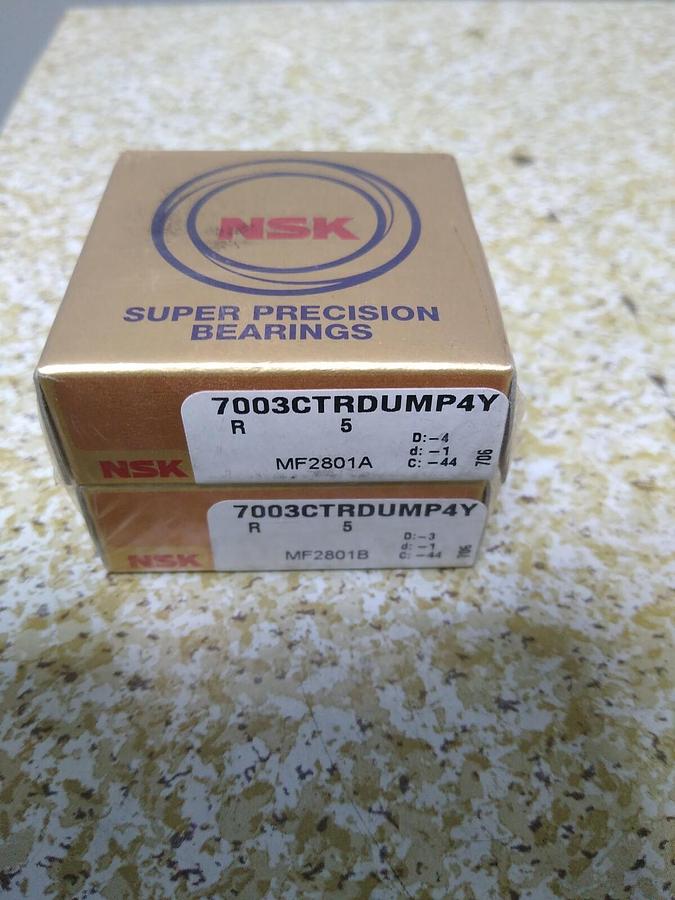 NSK
SUPER PRECISION
BEARINGS
7003CTRDUMP4Y
R 5
D:-4
d: -1
NSK MF2801A C: -44 706
7003CTRDUMP4Y
R 5
D:-3
d: -1
NSK MF2801B C: -44 706